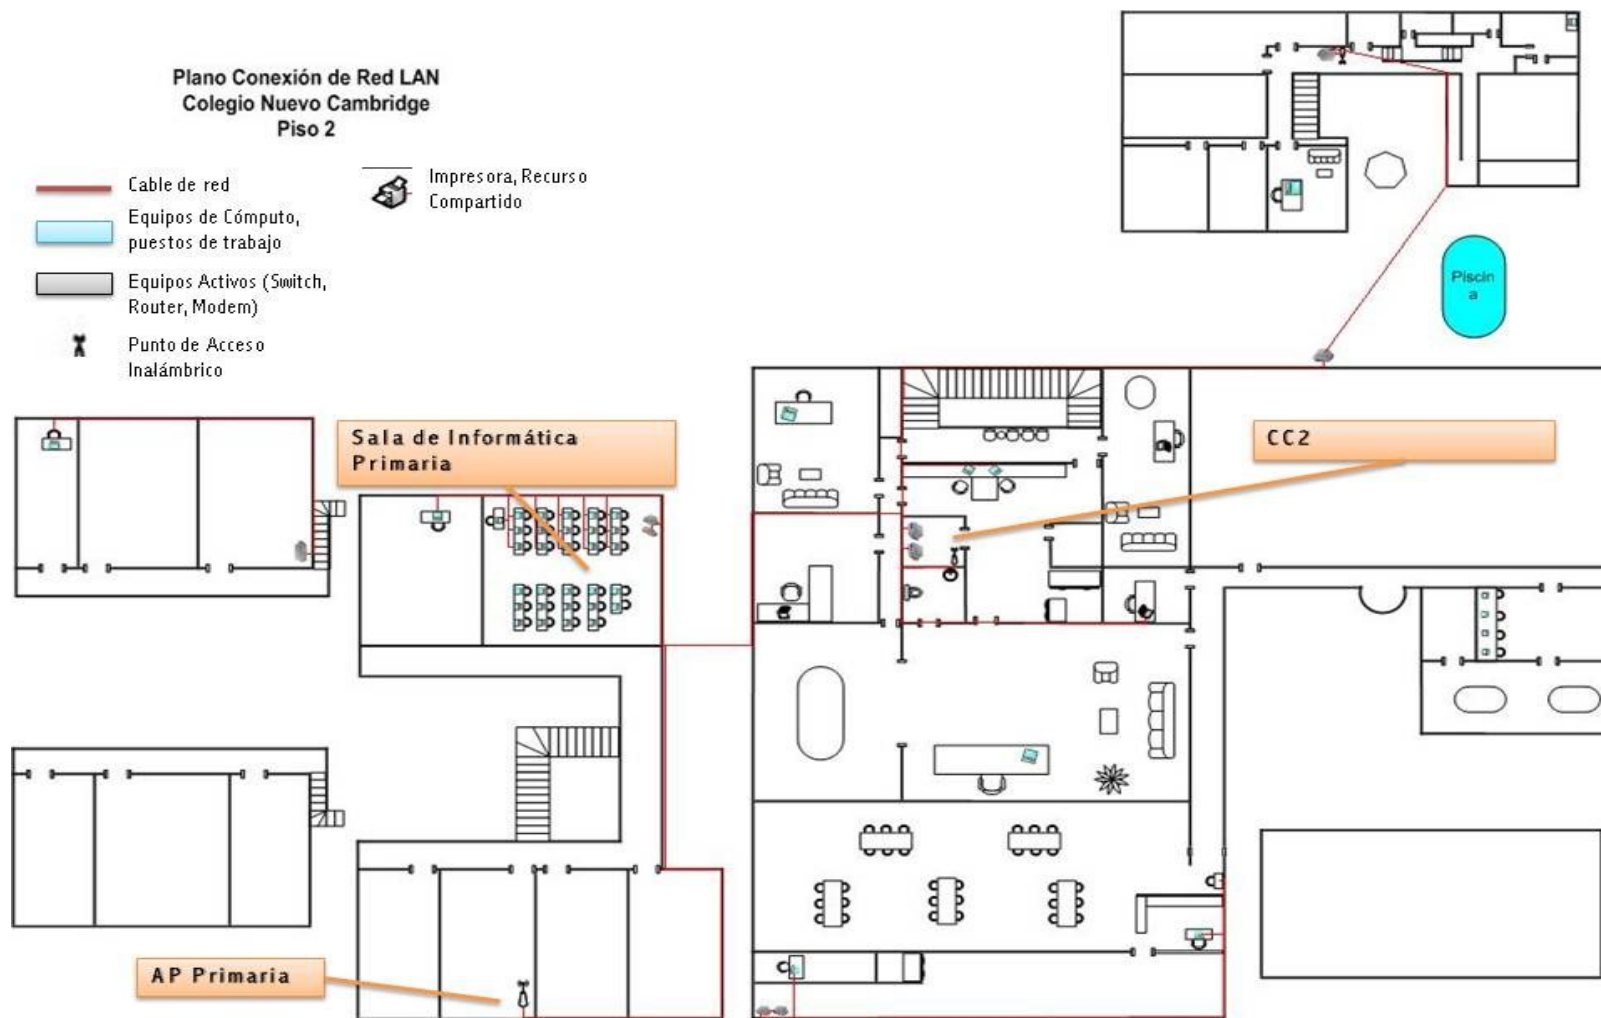 Plano Conexión de Red LAN
Colegio Nuevo Cambridge
Piso 2
Cable de red
Equipos de Cómputo,
puestos de trabajo
Equipos Activos (Switch,
Router, Modem)
Punto de Acceso
Inalámbrico
Impresora, Recurso
Compartido
Piscin
a
Sala de Informática
Primaria
CC2
AP Primaria